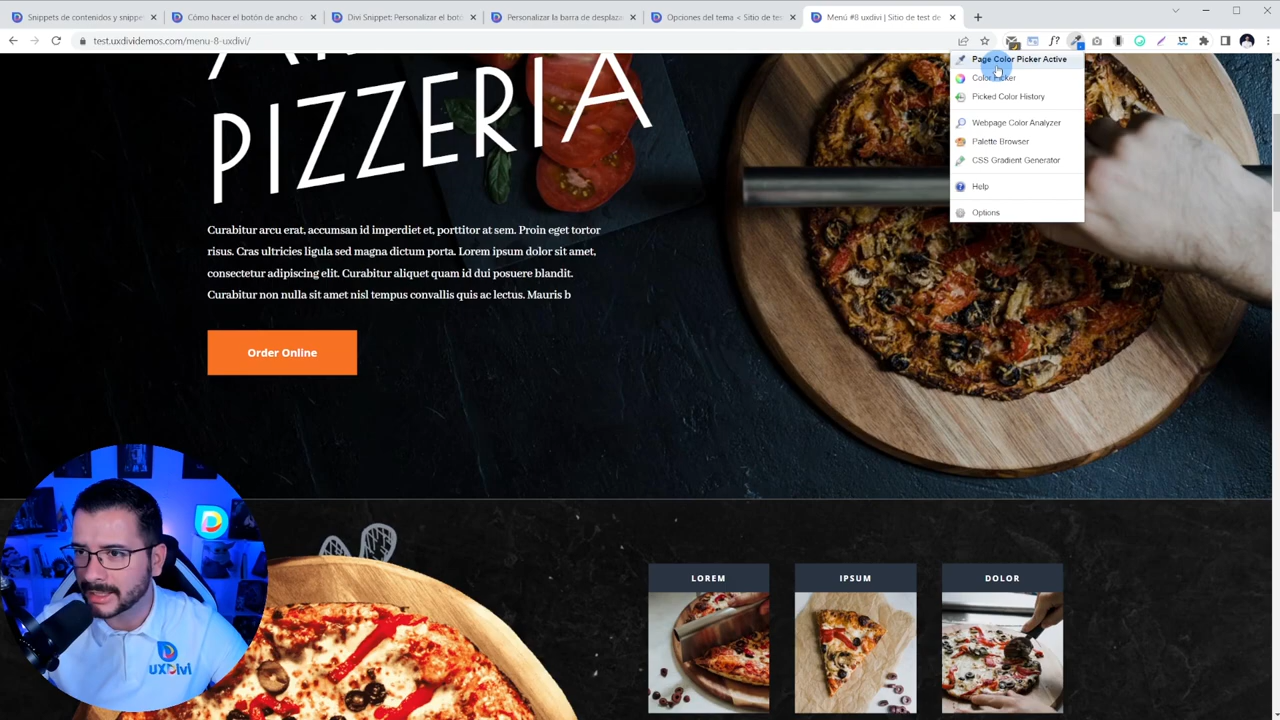 Snippets de contenidos y snippet
Cómo hacer el botón de ancho c
Divi Snippet: Personalizar el bot
Personalizar la barra de desplaza
Opciones del tema < Sitio de tes
Menú #8 uxdivi | Sitio de test de
test.uxdividemos.com/menu-8-uxdivi/
Page Color Picker Active
Color Picker
Picked Color History
Webpage Color Analyzer
Palette Browser
CSS Gradient Generator
Help
Options
PIZZERIA
Curabitur arcu erat, accumsan id imperdiet et, porttitor at sem. Proin eget tortor
risus. Cras ultricies ligula sed magna dictum porta. Lorem ipsum dolor sit amet,
consectetur adipiscing elit. Curabitur aliquet quam id dui posuere blandit.
Curabitur non nulla sit amet nisl tempus convallis quis ac lectus. Mauris b
Order Online
LOREM
IPSUM
DOLOR
UXDIVI